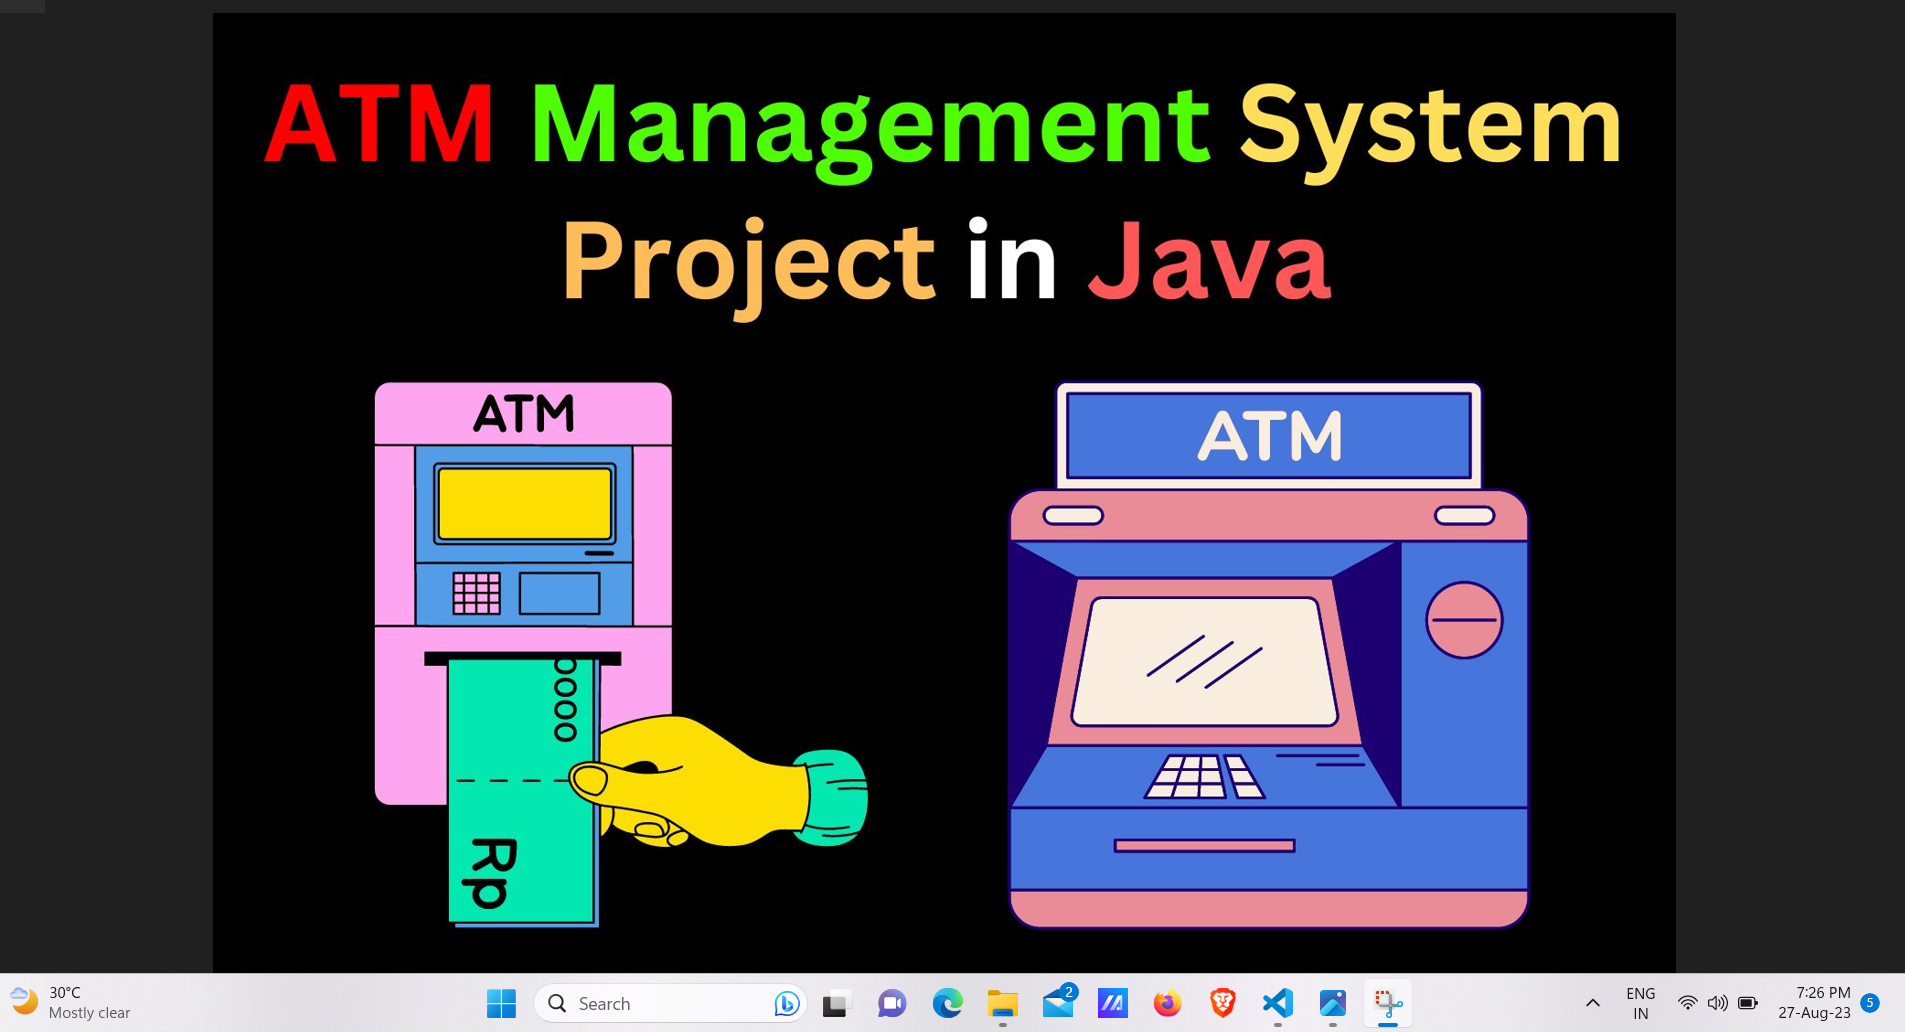 ATM Management System
Project in Java
ATM
ATM
0000
Rp
30°C
Mostly clear
Search
2
ENG
IN
7:26 PM
27-Aug-23
5